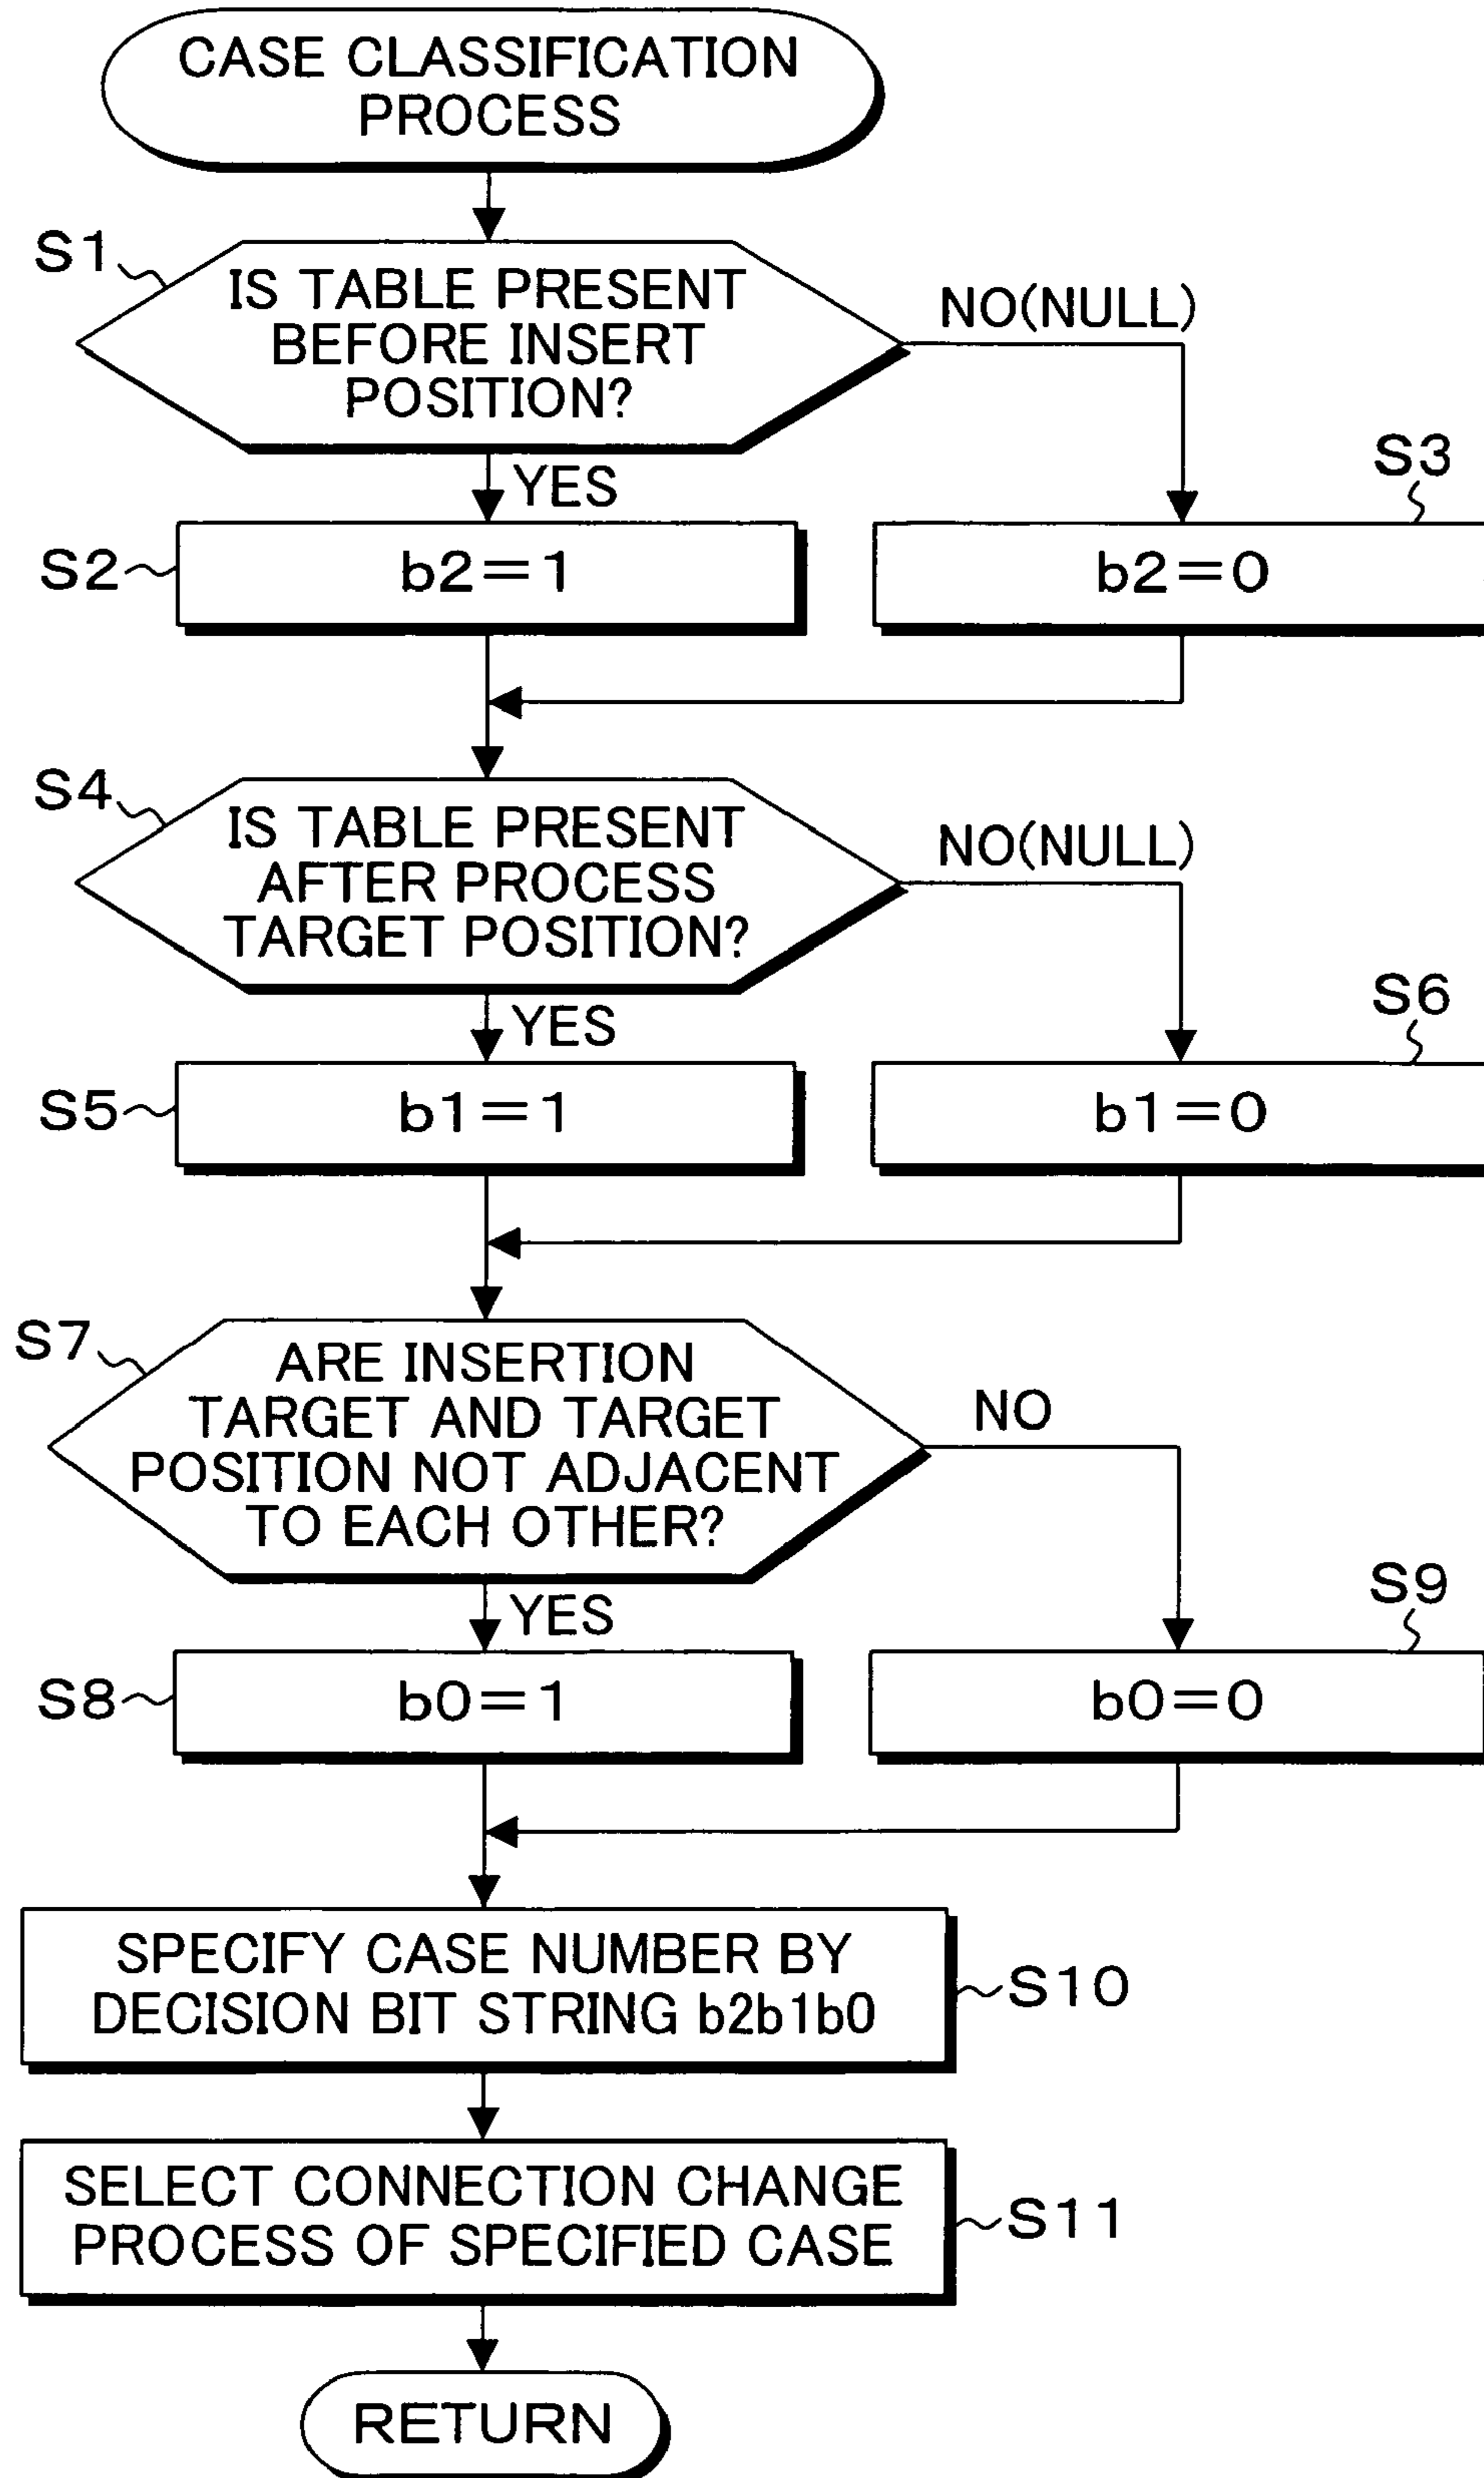 CASE CLASSIFICATION
PROCESS
S1
IS TABLE PRESENT
BEFORE INSERT
POSITION?
NO(NULL)
YES
S3
S2
b2=1
b2=0
S4
IS TABLE PRESENT
AFTER PROCESS
TARGET POSITION?
NO(NULL)
YES
S6
S5
b1=1
b1=0
S7
ARE INSERTION
TARGET AND TARGET
POSITION NOT ADJACENT
TO EACH OTHER?
NO
YES
S9
S8
b0=1
b0=0
SPECIFY CASE NUMBER BY
DECISION BIT STRING b2b1b0
S10
SELECT CONNECTION CHANGE
PROCESS OF SPECIFIED CASE
S11
RETURN